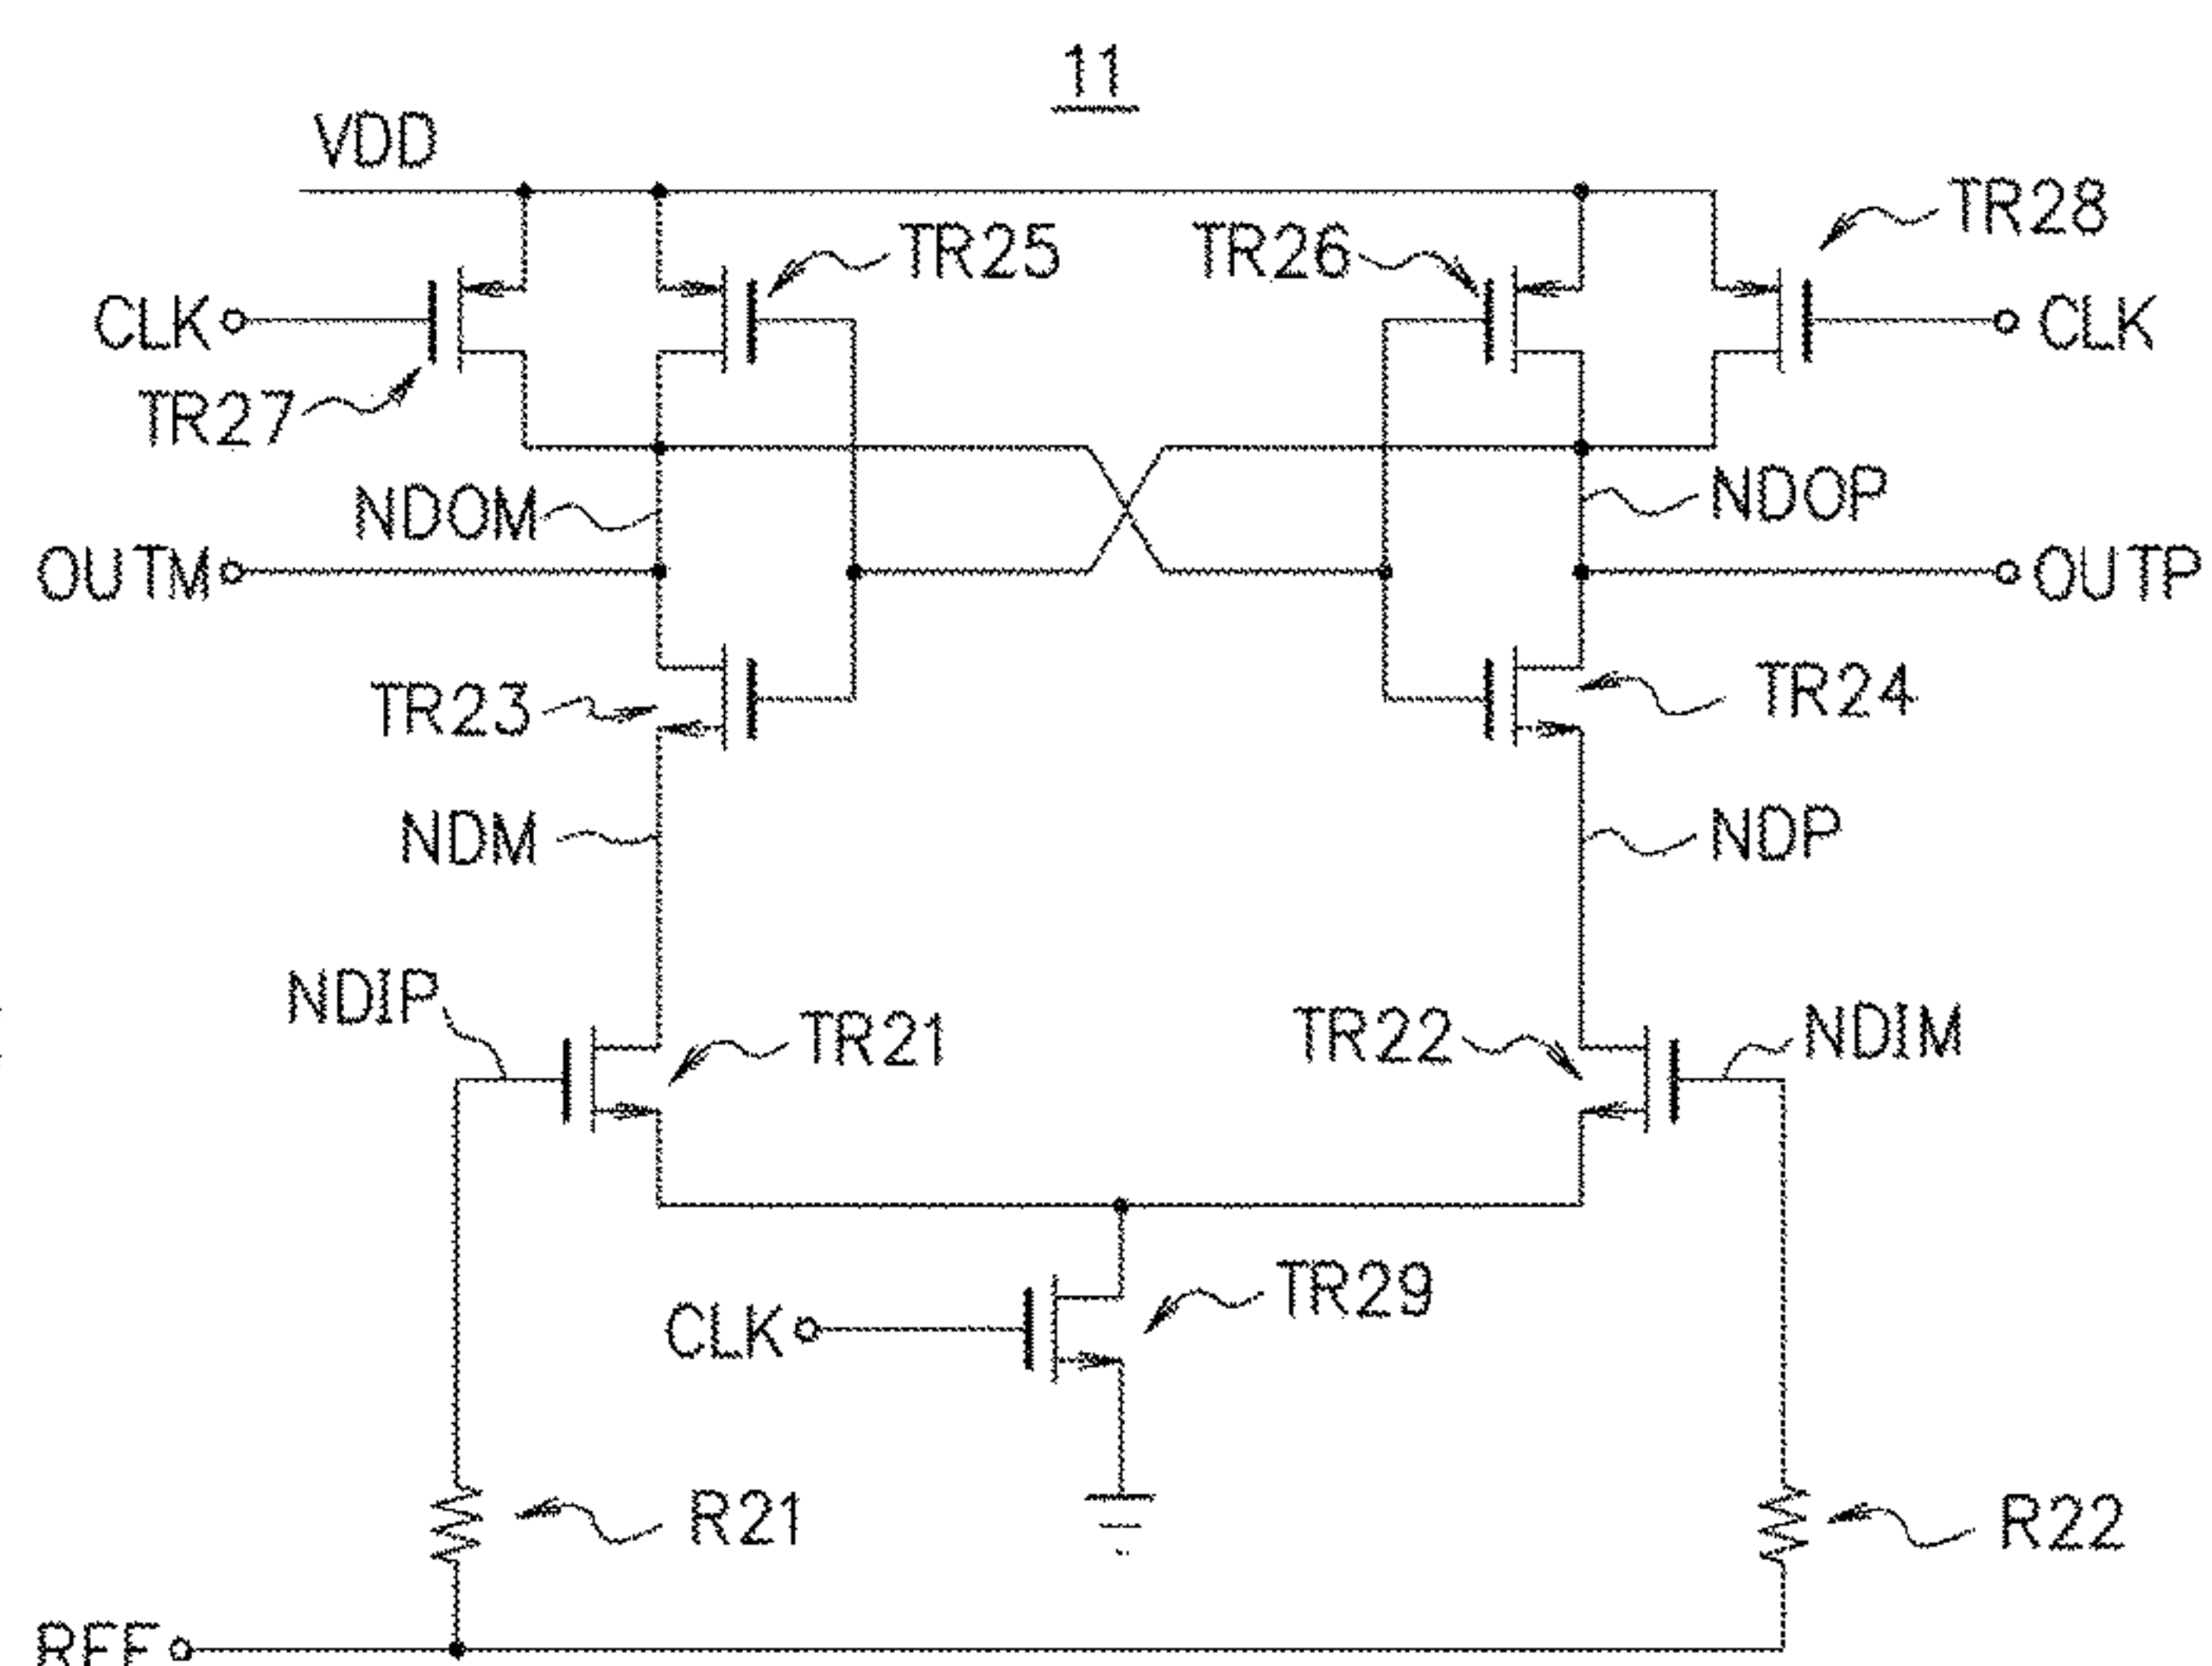 11
VDD
TR25
TR26
TR28
CLK
CLK
TR27
NDOM
NDOP
OUTM
OUTP
TR23
TR24
NDM
NDP
NDIP
TR21
TR22
NDIM
CLK
TR29
R21
R22